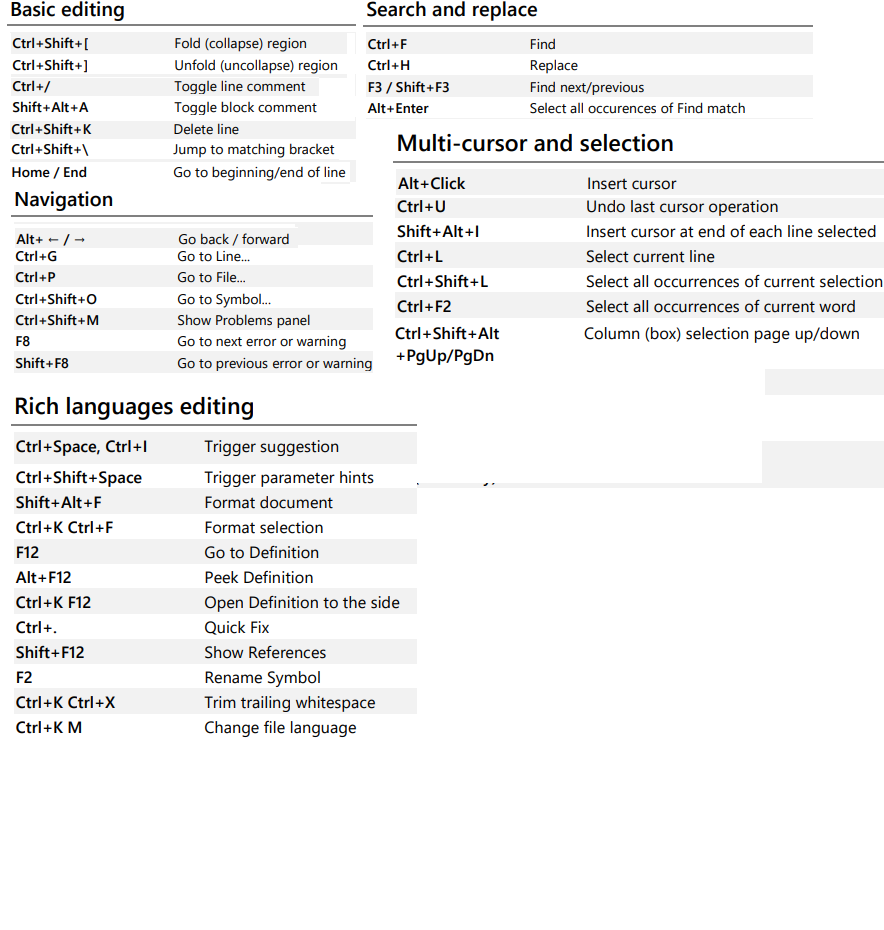 Basic editing
Ctrl+Shift+[ Fold (collapse) region
Ctrl+Shift+] Unfold (uncollapse) region
Ctrl+/ Toggle line comment
Shift+Alt+A Toggle block comment
Ctrl+Shift+K Delete line
Ctrl+Shift+\ Jump to matching bracket
Home / End Go to beginning/end of line
Navigation
Alt+ ← / → Go back / forward
Ctrl+G Go to Line...
Ctrl+P Go to File...
Ctrl+Shift+O Go to Symbol...
Ctrl+Shift+M Show Problems panel
F8 Go to next error or warning
Shift+F8 Go to previous error or warning
Search and replace
Ctrl+F Find
Ctrl+H Replace
F3 / Shift+F3 Find next/previous
Alt+Enter Select all occurences of Find match
Multi-cursor and selection
Alt+Click Insert cursor
Ctrl+U Undo last cursor operation
Shift+Alt+I Insert cursor at end of each line selected
Ctrl+L Select current line
Ctrl+Shift+L Select all occurrences of current selection
Ctrl+F2 Select all occurrences of current word
Ctrl+Shift+Alt Column (box) selection page up/down
+PgUp/PgDn
Rich languages editing
Ctrl+Space, Ctrl+I Trigger suggestion
Ctrl+Shift+Space Trigger parameter hints
Shift+Alt+F Format document
Ctrl+K Ctrl+F Format selection
F12 Go to Definition
Alt+F12 Peek Definition
Ctrl+K F12 Open Definition to the side
Ctrl+. Quick Fix
Shift+F12 Show References
F2 Rename Symbol
Ctrl+K Ctrl+X Trim trailing whitespace
Ctrl+K M Change file language